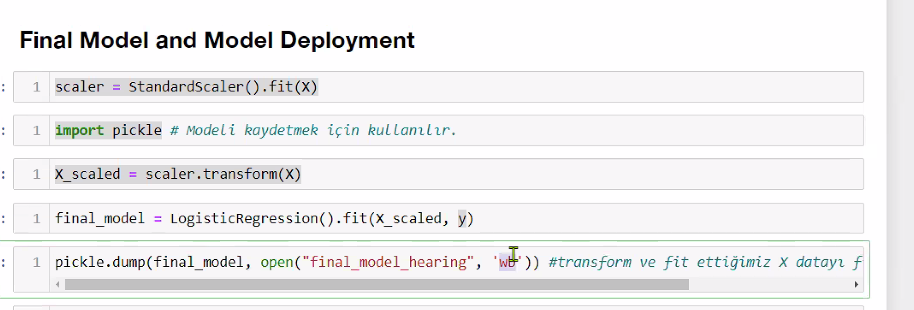 Final Model and Model Deployment
: 1 scaler = StandardScaler().fit(X)
: 1 import pickle # Modeli kaydetmek için kullanılır.
: 1 X_scaled = scaler.transform(X)
: 1 final_model = LogisticRegression().fit(X_scaled, y)
: 1 pickle.dump(final_model, open("final_model_hearing", 'wb')) #transform ve fit ettiğimiz X datayı f